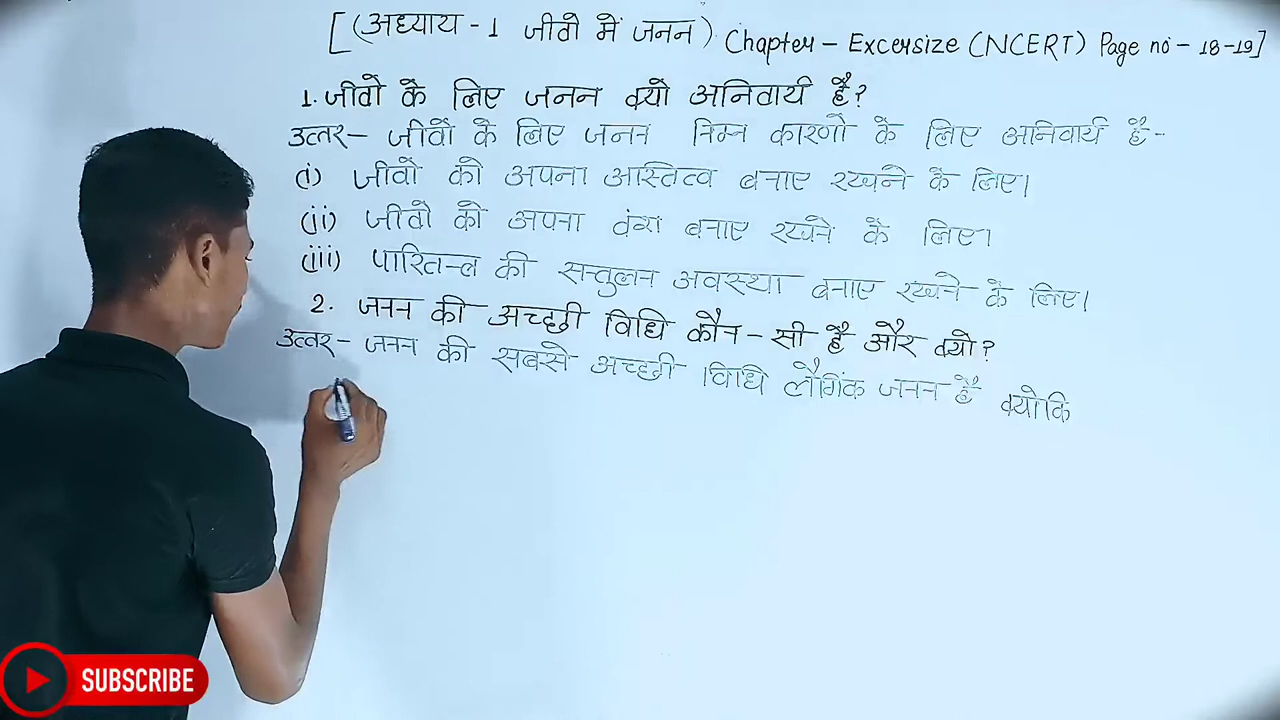 [(अध्याय - 1 जीवो में जनन) Chapter - Excersize (NCERT) Page no - 18-19]
1. जीवो के लिए जनन क्यो अनिवार्य है?
उत्तर - जीवों के लिए जनन निम्न कारणो के लिए अनिवार्य है -
(i) जीवों को अपना अस्तित्व बनाए रखने के लिए।
(ii) जीवों को अपना वंश बनाए रखने के लिए।
(iii) पारितन्त्र की सन्तुलन अवस्था बनाए रखने के लिए।
2. जनन की अच्छी विधि कौन - सी है और क्यो?
उत्तर - जनन की सबसे अच्छी विधि लैगिंक जनन है क्योकि
SUBSCRIBE